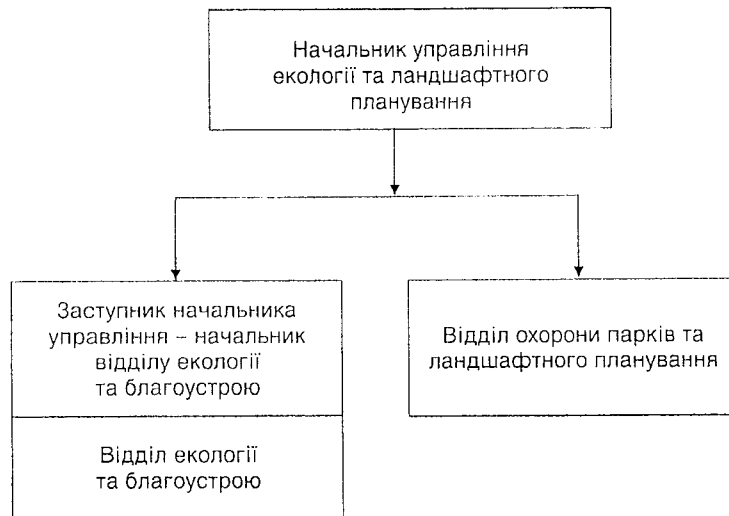 Начальник управління
екології та ландшафтного
планування
Заступник начальника
управління – начальник
відділу екології
та благоустрою
Відділ екології
та благоустрою
Відділ охорони парків та
ландшафтного планування